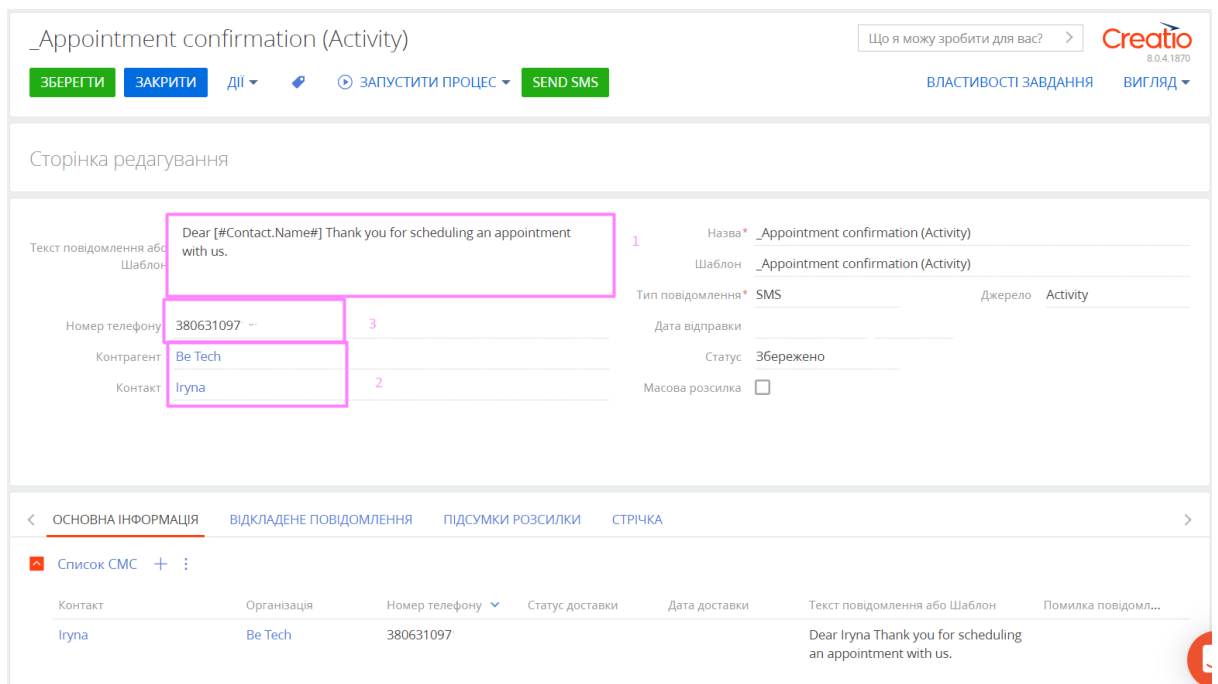 _Appointment confirmation (Activity)
Що я можу зробити для вас?
Creatio
8.0.4.1870
ЗБЕРЕГТИ
ЗАКРИТИ
ДІЇ
ЗАПУСТИТИ ПРОЦЕС
SEND SMS
ВЛАСТИВОСТІ ЗАВДАННЯ
ВИГЛЯД
Сторінка редагування
Текст повідомлення або
Шаблон
Dear [#Contact.Name#] Thank you for scheduling an appointment
with us.
1
Номер телефону
380631097
3
Контрагент
Be Tech
Контакт
Iryna
2
Назва*
_Appointment confirmation (Activity)
Шаблон
_Appointment confirmation (Activity)
Тип повідомлення*
SMS
Джерело
Activity
Дата відправки
Статус
Збережено
Масова розсилка
ОСНОВНА ІНФОРМАЦІЯ
ВІДКЛАДЕНЕ ПОВІДОМЛЕННЯ
ПІДСУМКИ РОЗСИЛКИ
СТРІЧКА
Список СМС
Контакт
Організація
Номер телефону
Статус доставки
Дата доставки
Текст повідомлення або Шаблон
Помилка повідомл...
Iryna
Be Tech
380631097
Dear Iryna Thank you for scheduling
an appointment with us.